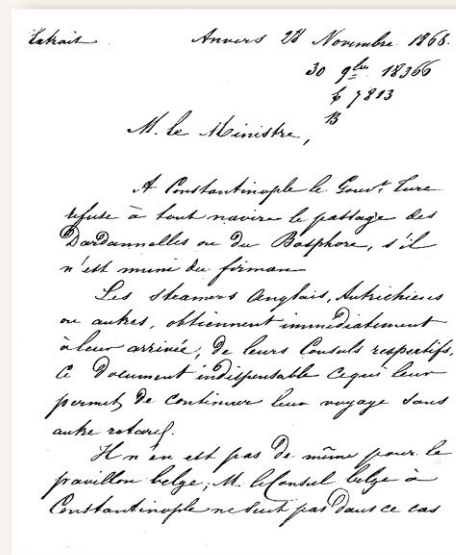 Extrait Anvers 28 Novembre 1868.
30 9bre 18366
7813
B
M. le Ministre,
A Constantinople le Gouvt. Turc
refuse à tout navire le passage des
Dardannelles ou du Bosphore, s'il
n'est muni du firman
Les steamers Anglais, Autrichiens
ou autres, obtiennent immédiatement
à leur arrivée, de leurs Consuls respectifs,
ce document indispensable ce qui leur
permet de continuer leur voyage sans
autre retard.
Il n'en est pas de même pour le
pavillon belge; M. le Consul belge à
Constantinople ne peut pas dans ce cas